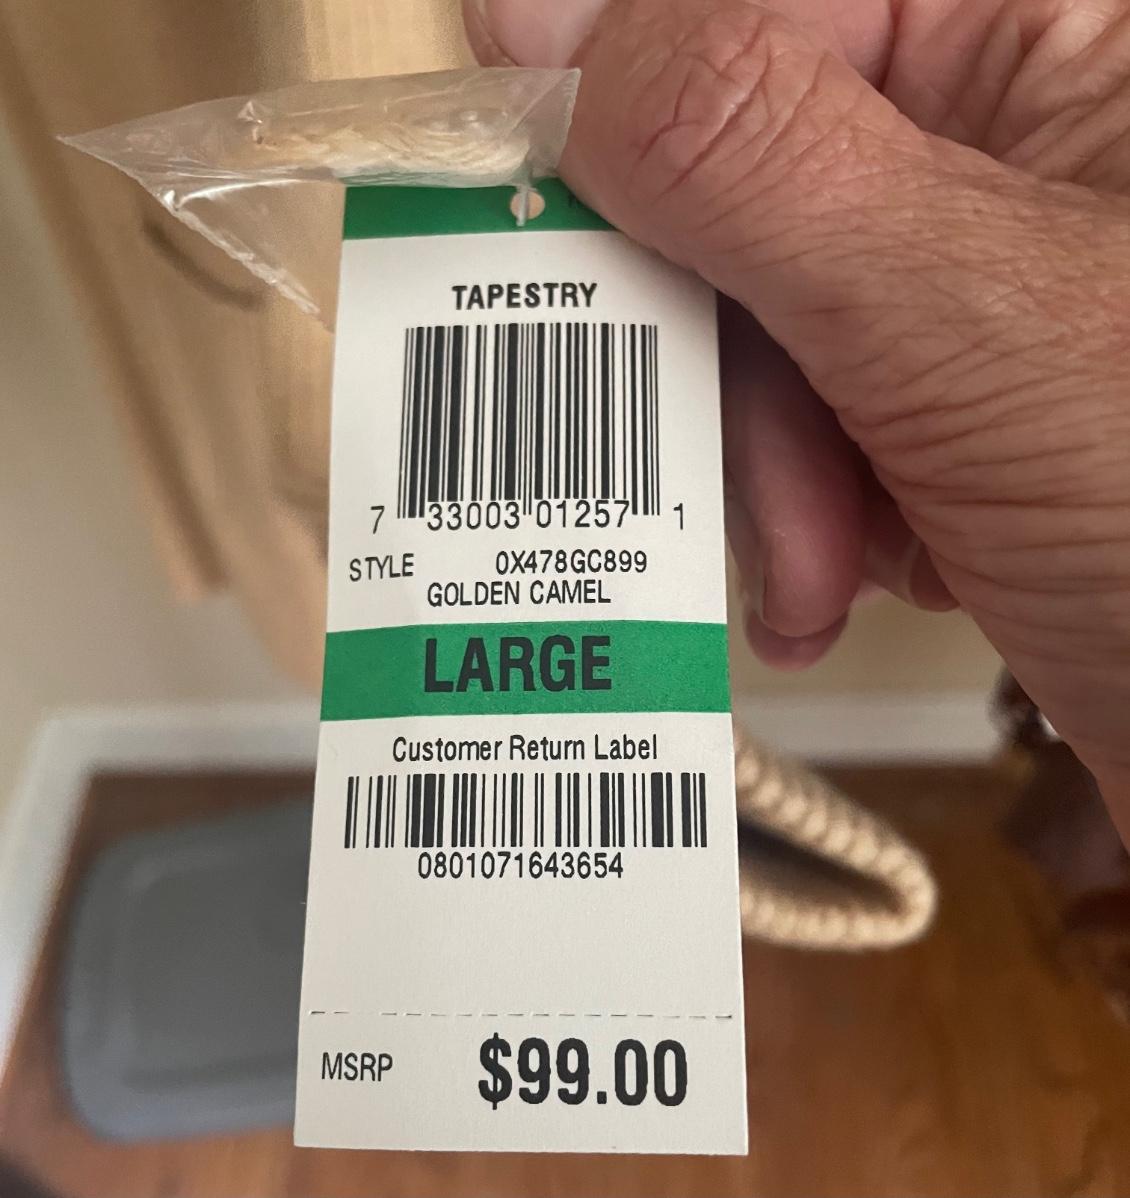 TAPESTRY
7 33003 01257 1
STYLE 0X478GC899
GOLDEN CAMEL
LARGE
Customer Return Label
0801071643654
MSRP $99.00